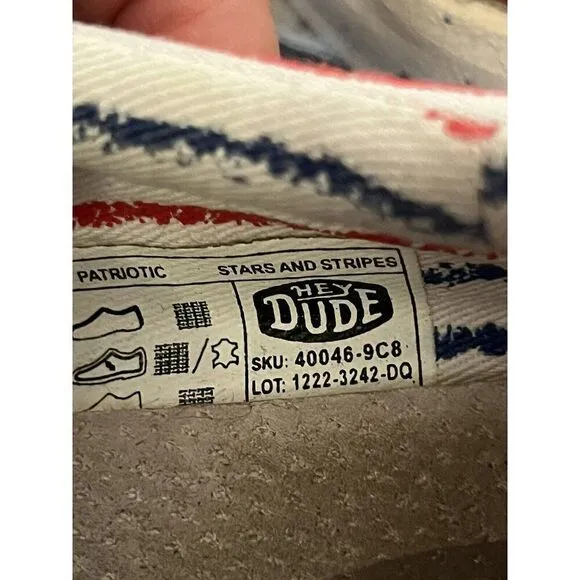 PATRIOTIC STARS AND STRIPES
HEY
DUDE
SKU: 40046-9C8
LOT: 1222-3242-DQ